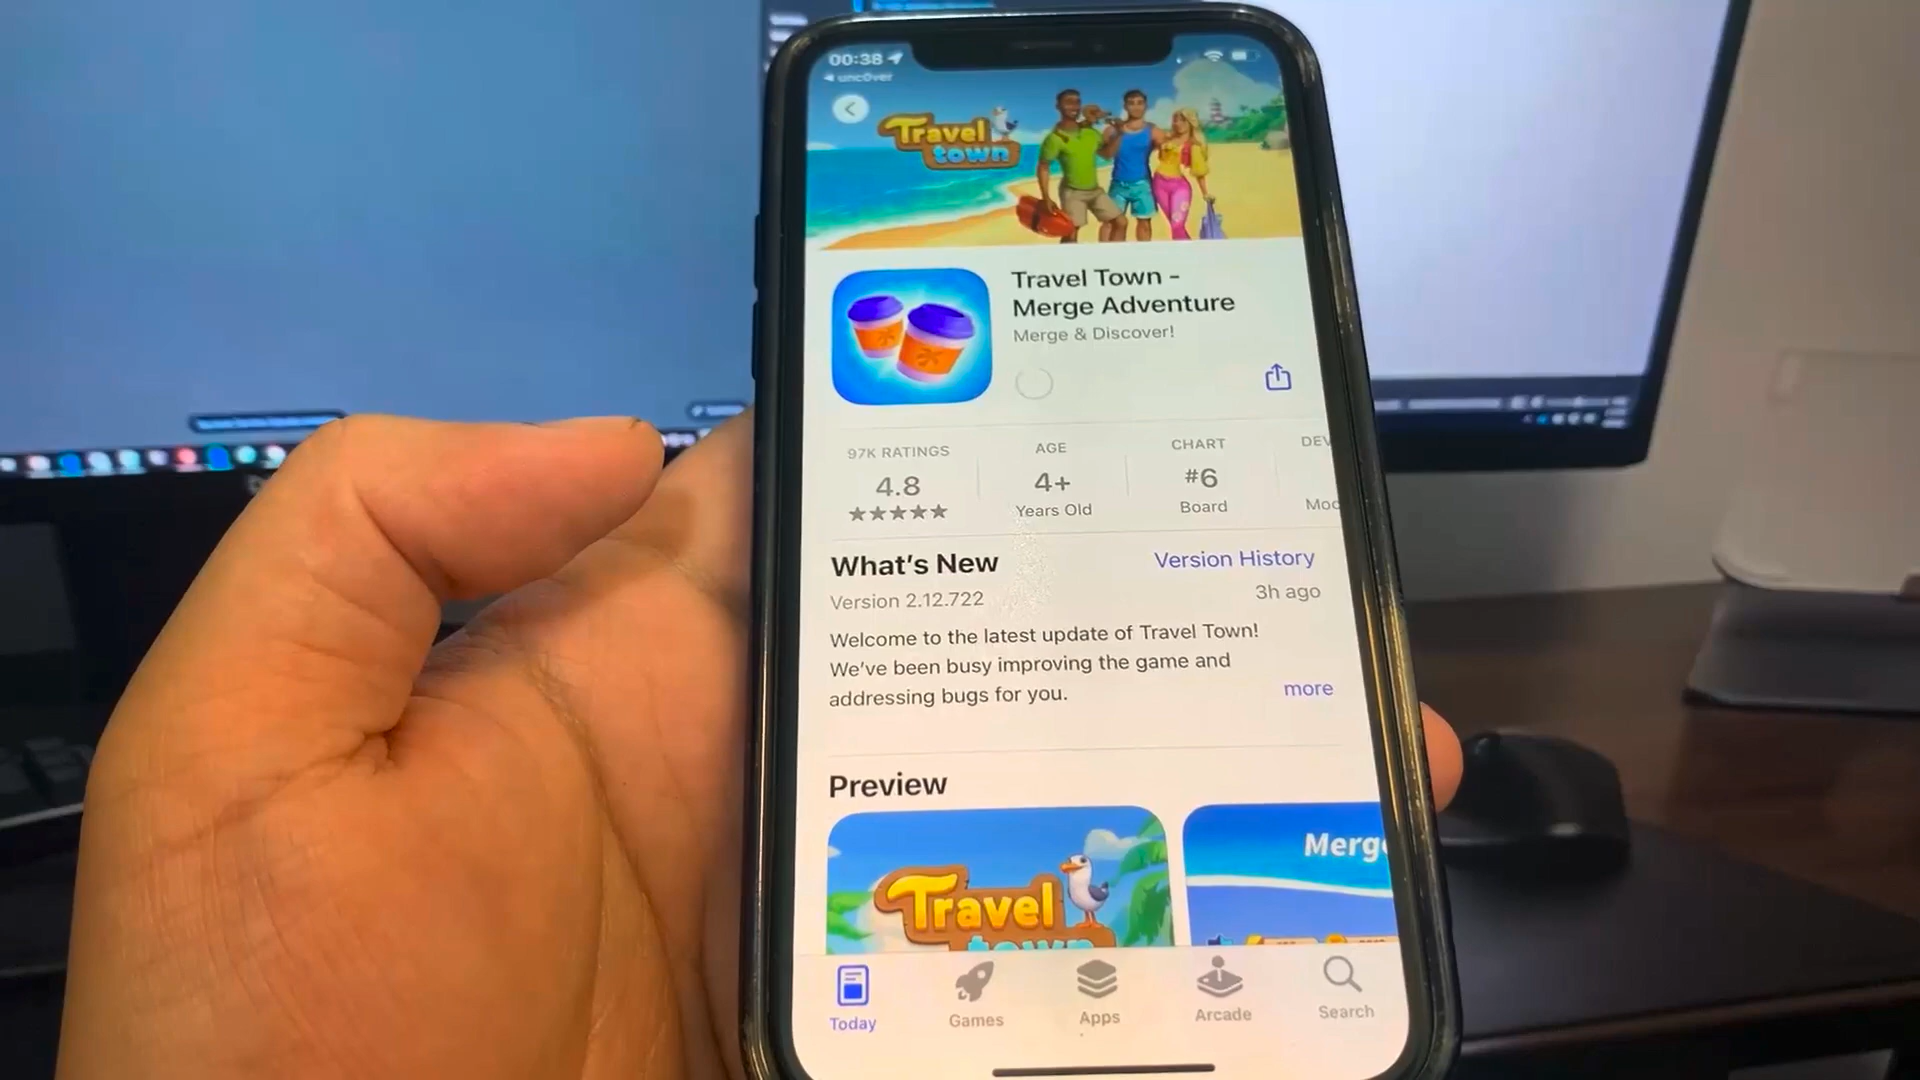 00:38
unc0ver
Travel
town
Travel Town -
Merge Adventure
Merge & Discover!
97K RATINGS
4.8
★★★★★
AGE
4+
Years Old
CHART
#6
Board
DEV
Moo
What's New
Version History
Version 2.12.722
3h ago
Welcome to the latest update of Travel Town!
We've been busy improving the game and
addressing bugs for you.
more
Preview
Travel
town
Merg
Today
Games
Apps
Arcade
Search